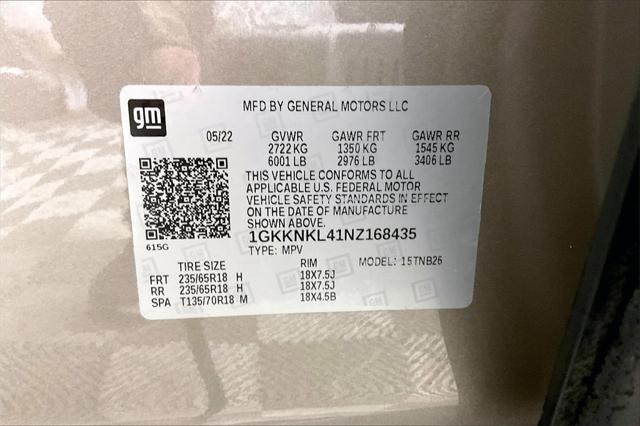 gm
MFD BY GENERAL MOTORS LLC
05/22 GVWR GAWR FRT GAWR RR
2722 KG 1350 KG 1545 KG
6001 LB 2976 LB 3406 LB
THIS VEHICLE CONFORMS TO ALL
APPLICABLE U.S. FEDERAL MOTOR
VEHICLE SAFETY STANDARDS IN EFFECT
ON THE DATE OF MANUFACTURE
SHOWN ABOVE.
1GKKNKL41NZ168435
615G
TYPE: MPV
TIRE SIZE RIM MODEL: 15TNB26
FRT 235/65R18 H 18X7.5J
RR 235/65R18 H 18X7.5J
SPA T135/70R18 M 18X4.5B